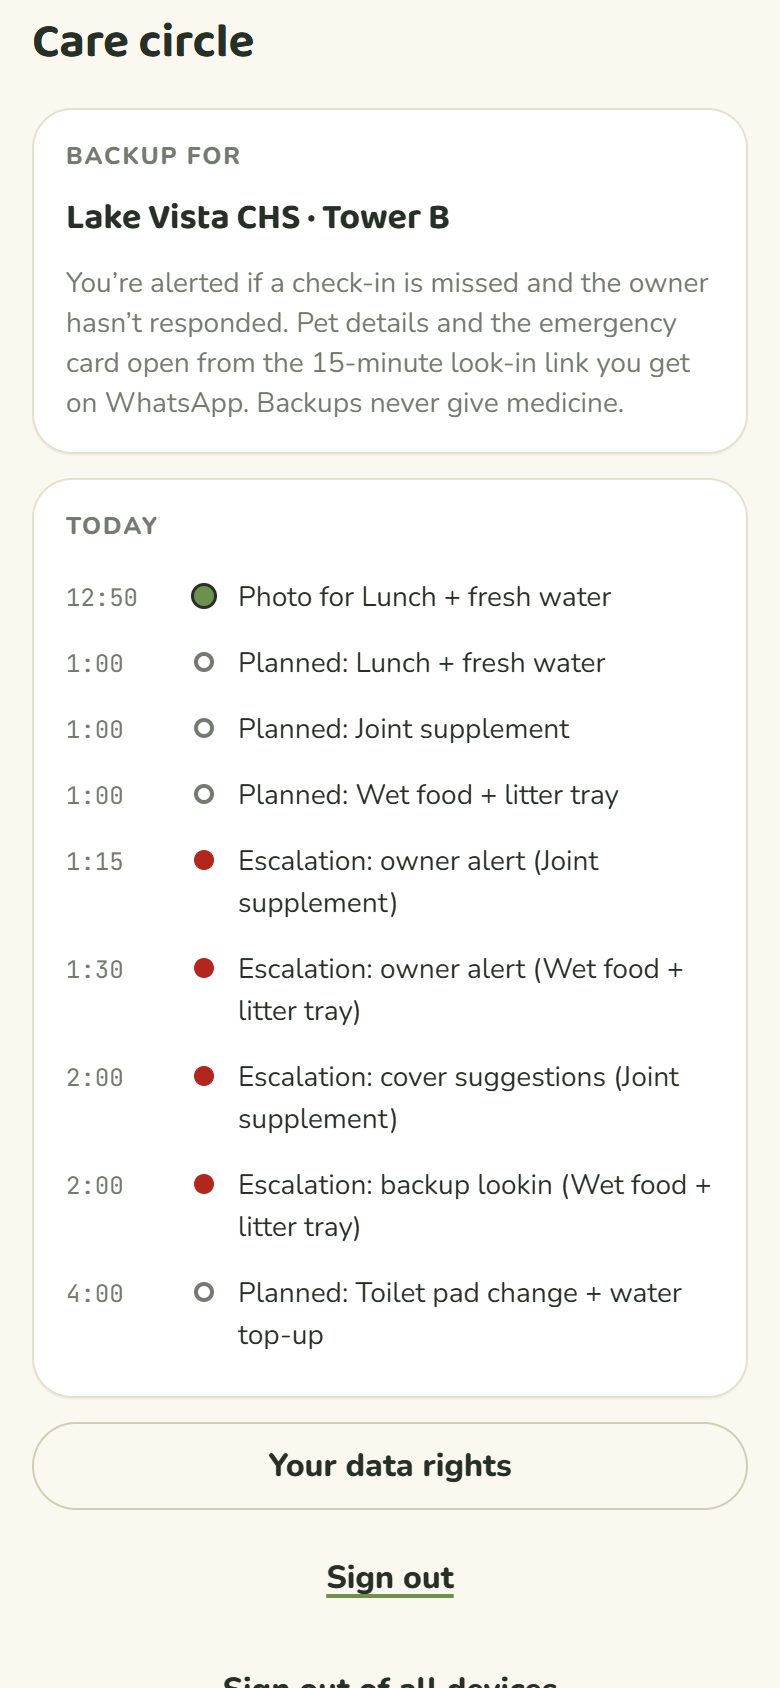 Care circle
BACKUP FOR
Lake Vista CHS · Tower B
You’re alerted if a check-in is missed and the owner
hasn’t responded. Pet details and the emergency
card open from the 15-minute look-in link you get
on WhatsApp. Backups never give medicine.
TODAY
12:50 Photo for Lunch + fresh water
1:00 Planned: Lunch + fresh water
1:00 Planned: Joint supplement
1:00 Planned: Wet food + litter tray
1:15 Escalation: owner alert (Joint
supplement)
1:30 Escalation: owner alert (Wet food +
litter tray)
2:00 Escalation: cover suggestions (Joint
supplement)
2:00 Escalation: backup lookin (Wet food +
litter tray)
4:00 Planned: Toilet pad change + water
top-up
Your data rights
Sign out
Sign out of all devices